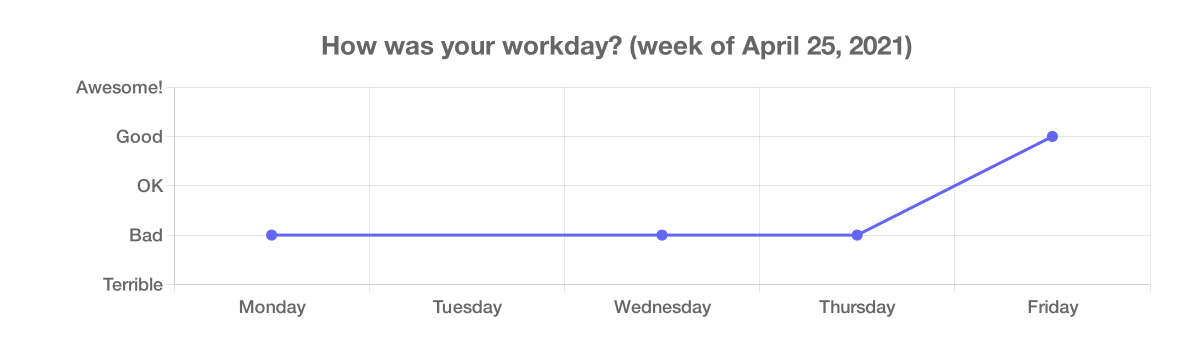 How was your workday? (week of April 25, 2021)
Awesome!
Good
OK
Bad
Terrible
Monday Tuesday Wednesday Thursday Friday